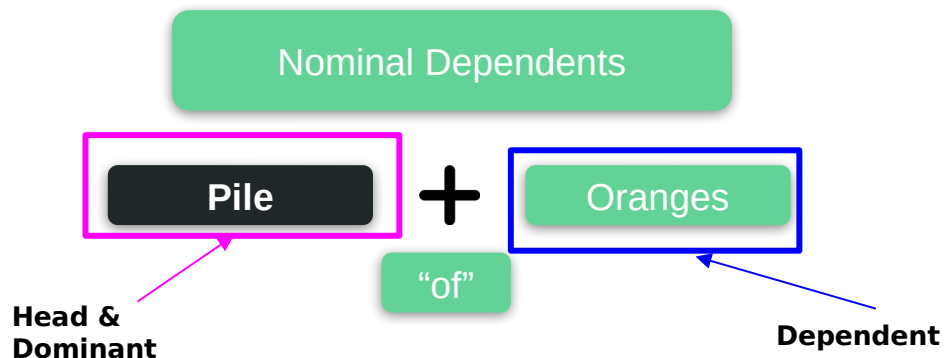 Nominal Dependents
Pile
Oranges
“of”
Head &
Dominant
Dependent